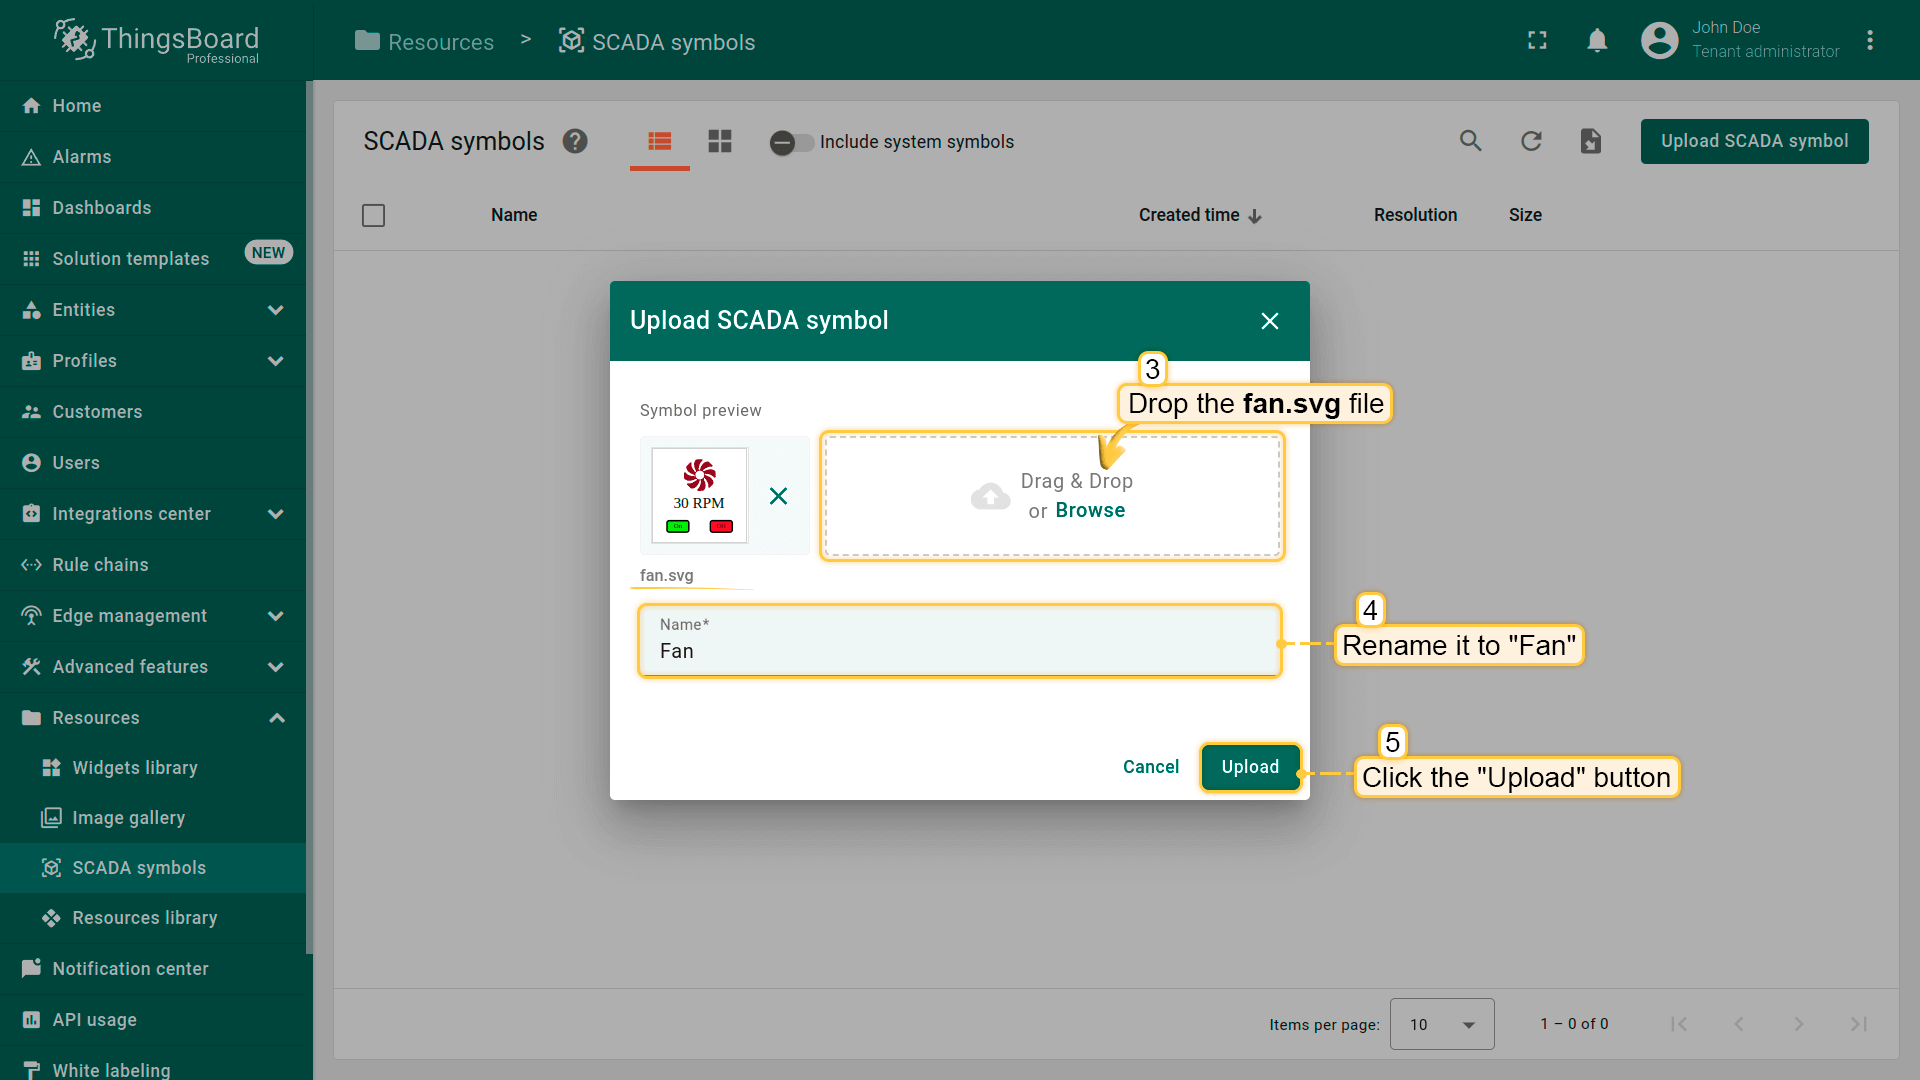 ThingsBoard
Professional
Resources > SCADA symbols
John Doe
Tenant administrator
Home
Alarms
Dashboards
Solution templates NEW
Entities
Profiles
Customers
Users
Integrations center
Rule chains
Edge management
Advanced features
Resources
Widgets library
Image gallery
SCADA symbols
Resources library
Notification center
API usage
White labeling
SCADA symbols ? Include system symbols Upload SCADA symbol
Name Created time Resolution Size
Upload SCADA symbol
3
Drop the fan.svg file
Symbol preview
30 RPM
On Off
Drag & Drop
or Browse
fan.svg
Name*
Fan
4
Rename it to "Fan"
Cancel Upload
5
Click the "Upload" button
Items per page: 10 1 – 0 of 0